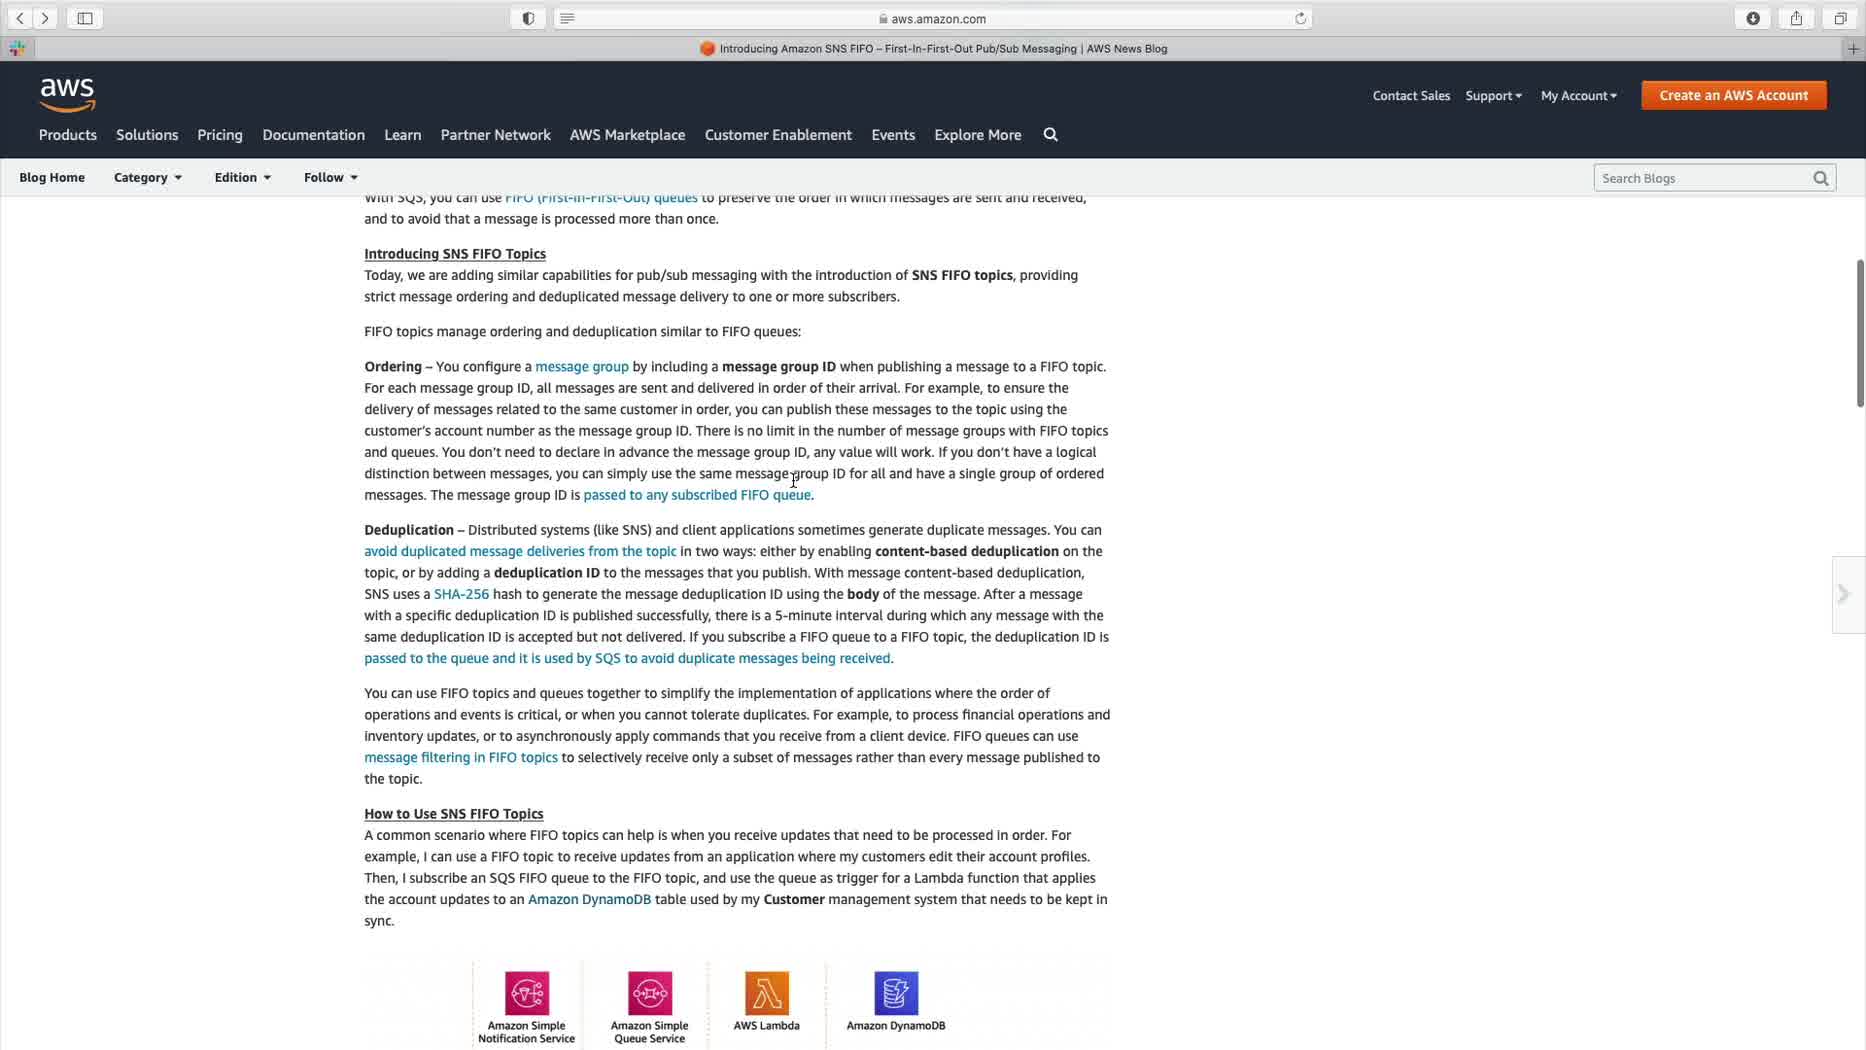 aws.amazon.com
Introducing Amazon SNS FIFO – First-In-First-Out Pub/Sub Messaging | AWS News Blog
aws
Contact Sales Support My Account Create an AWS Account
Products Solutions Pricing Documentation Learn Partner Network AWS Marketplace Customer Enablement Events Explore More
Blog Home Category Edition Follow Search Blogs
With SQS, you can use FIFO (First-In-First-Out) queues to preserve the order in which messages are sent and received,
and to avoid that a message is processed more than once.
Introducing SNS FIFO Topics
Today, we are adding similar capabilities for pub/sub messaging with the introduction of SNS FIFO topics, providing
strict message ordering and deduplicated message delivery to one or more subscribers.
FIFO topics manage ordering and deduplication similar to FIFO queues:
Ordering – You configure a message group by including a message group ID when publishing a message to a FIFO topic.
For each message group ID, all messages are sent and delivered in order of their arrival. For example, to ensure the
delivery of messages related to the same customer in order, you can publish these messages to the topic using the
customer's account number as the message group ID. There is no limit in the number of message groups with FIFO topics
and queues. You don't need to declare in advance the message group ID, any value will work. If you don't have a logical
distinction between messages, you can simply use the same message group ID for all and have a single group of ordered
messages. The message group ID is passed to any subscribed FIFO queue.
Deduplication – Distributed systems (like SNS) and client applications sometimes generate duplicate messages. You can
avoid duplicated message deliveries from the topic in two ways: either by enabling content-based deduplication on the
topic, or by adding a deduplication ID to the messages that you publish. With message content-based deduplication,
SNS uses a SHA-256 hash to generate the message deduplication ID using the body of the message. After a message
with a specific deduplication ID is published successfully, there is a 5-minute interval during which any message with the
same deduplication ID is accepted but not delivered. If you subscribe a FIFO queue to a FIFO topic, the deduplication ID is
passed to the queue and it is used by SQS to avoid duplicate messages being received.
You can use FIFO topics and queues together to simplify the implementation of applications where the order of
operations and events is critical, or when you cannot tolerate duplicates. For example, to process financial operations and
inventory updates, or to asynchronously apply commands that you receive from a client device. FIFO queues can use
message filtering in FIFO topics to selectively receive only a subset of messages rather than every message published to
the topic.
How to Use SNS FIFO Topics
A common scenario where FIFO topics can help is when you receive updates that need to be processed in order. For
example, I can use a FIFO topic to receive updates from an application where my customers edit their account profiles.
Then, I subscribe an SQS FIFO queue to the FIFO topic, and use the queue as trigger for a Lambda function that applies
the account updates to an Amazon DynamoDB table used by my Customer management system that needs to be kept in
sync.
Amazon Simple Amazon Simple AWS Lambda Amazon DynamoDB
Notification Service Queue Service